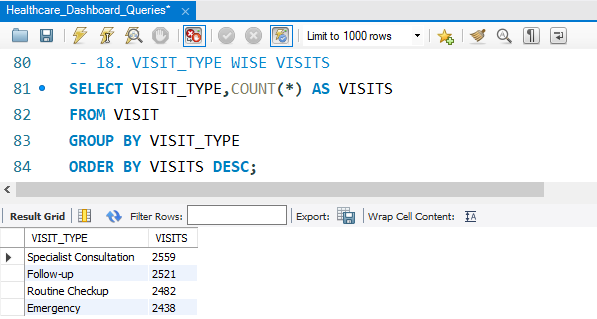 Healthcare_Dashboard_Queries*
Limit to 1000 rows
80 -- 18. VISIT_TYPE WISE VISITS
81 SELECT VISIT_TYPE,COUNT(*) AS VISITS
82 FROM VISIT
83 GROUP BY VISIT_TYPE
84 ORDER BY VISITS DESC;
Result Grid Filter Rows: Export: Wrap Cell Content:
VISIT_TYPE VISITS
Specialist Consultation 2559
Follow-up 2521
Routine Checkup 2482
Emergency 2438